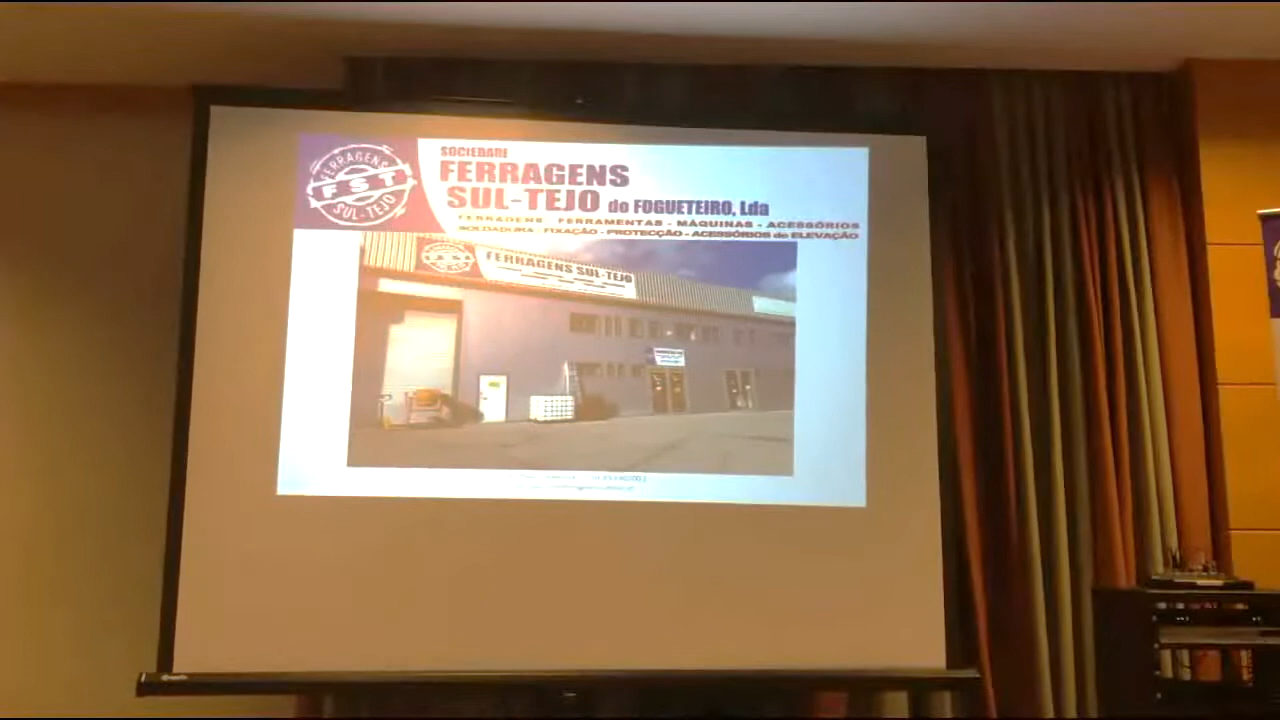 FERRAGENS
FST
SUL-TEJO
SOCIEDADE
FERRAGENS
SUL-TEJO do FOGUETEIRO, Lda
FERRAGENS - FERRAMENTAS - MÁQUINAS - ACESSÓRIOS
SOLDADURA - FIXAÇÃO - PROTECÇÃO - ACESSÓRIOS de ELEVAÇÃO
FERRAGENS SUL-TEJO